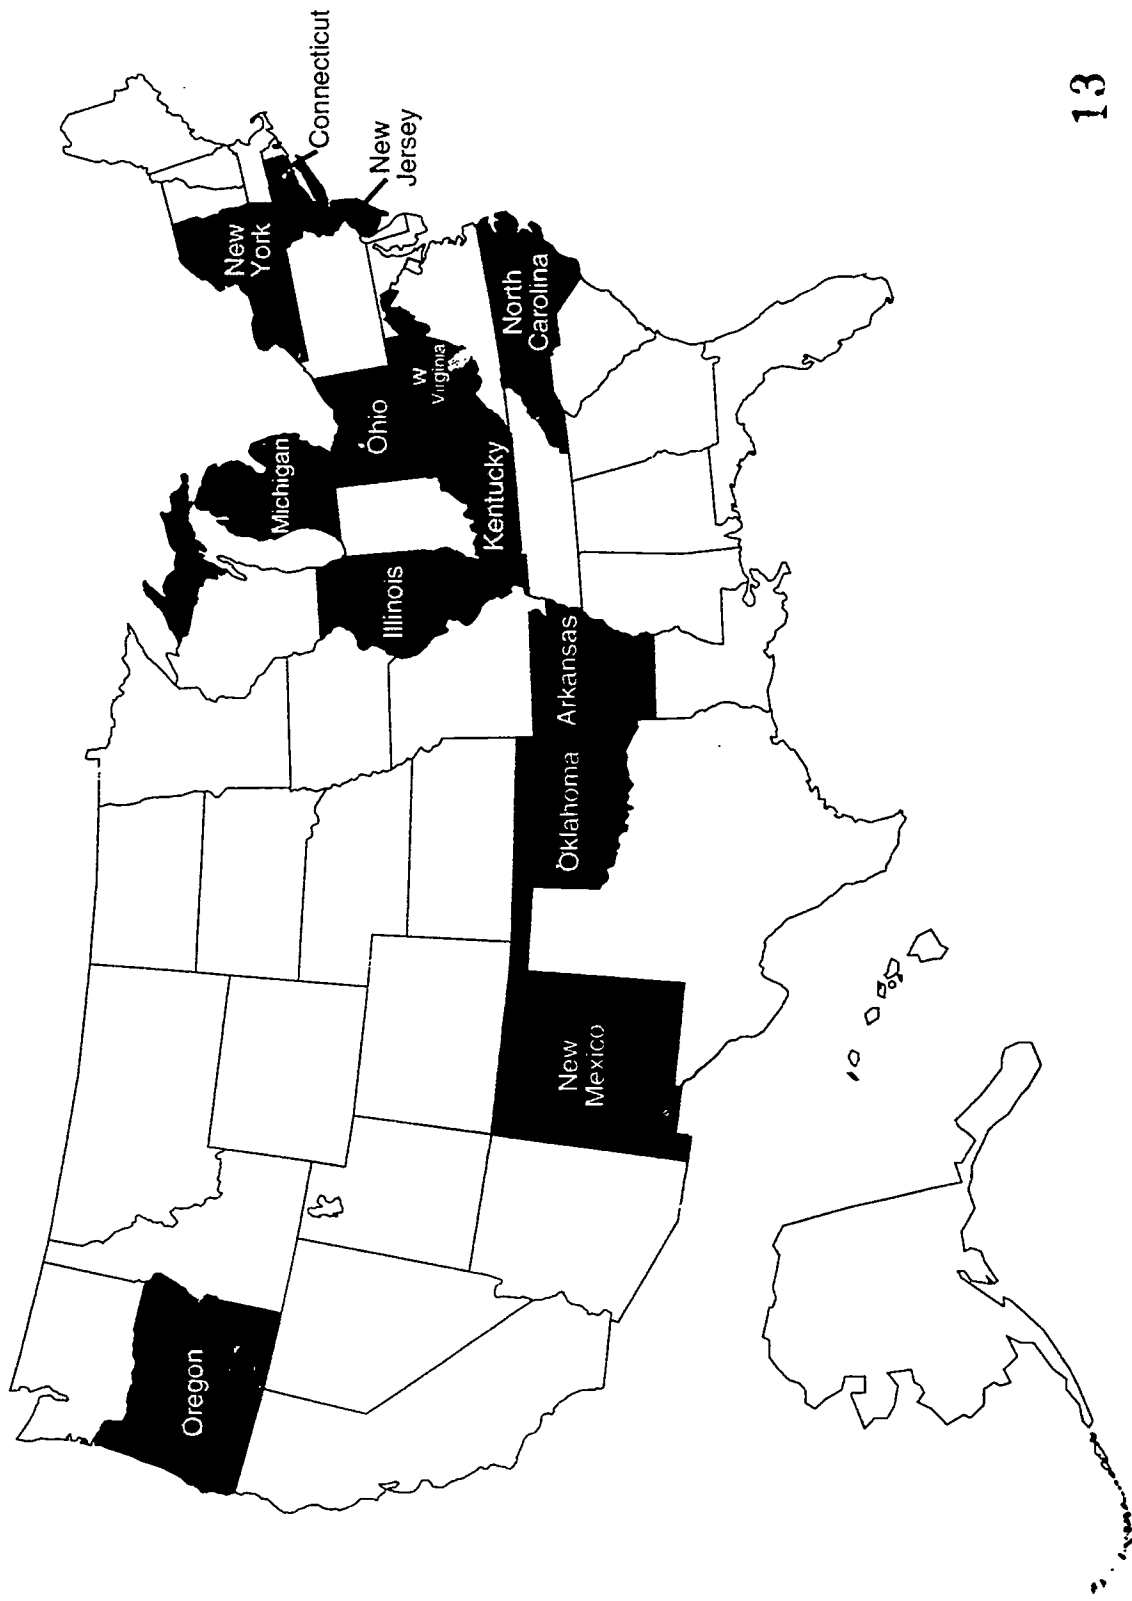 Connecticut
New
Jersey
New
York
North
Carolina
W
Virginia
Ohio
Michigan
Kentucky
Illinois
Arkansas
Oklahoma
New
Mexico
Oregon
13